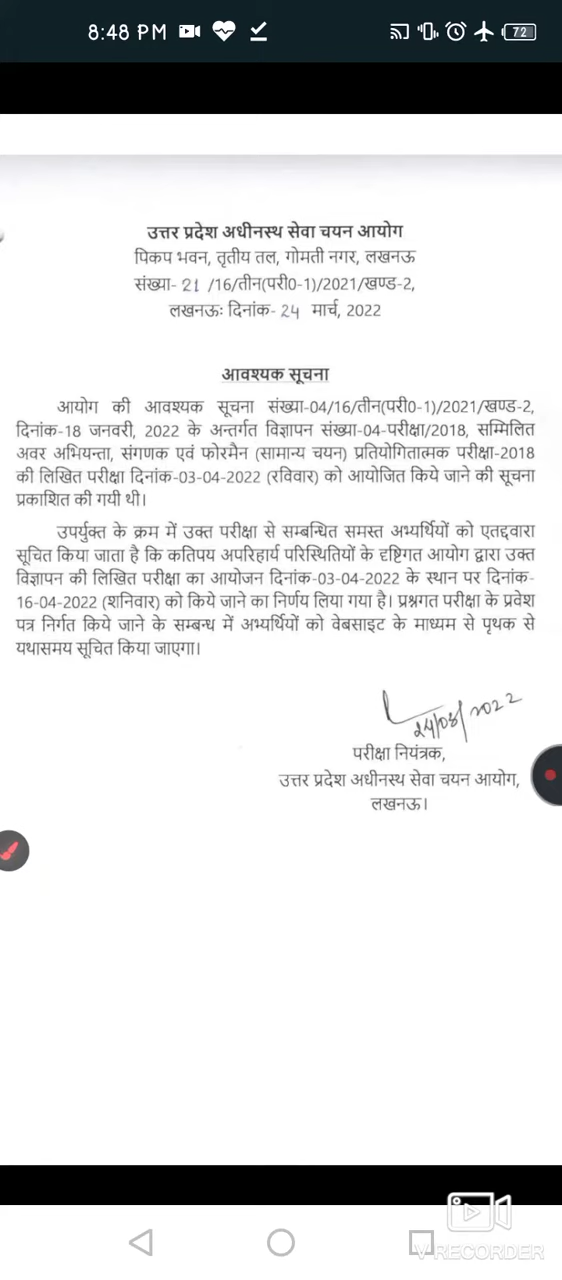 8:48 PM
72
उत्तर प्रदेश अधीनस्थ सेवा चयन आयोग
पिकप भवन, तृतीय तल, गोमती नगर, लखनऊ
संख्या- 21 /16/तीन(परी0-1)/2021/खण्ड-2,
लखनऊः दिनांक- 24 मार्च, 2022
आवश्यक सूचना
आयोग की आवश्यक सूचना संख्या-04/16/तीन(परी0-1)/2021/खण्ड-2,
दिनांक-18 जनवरी, 2022 के अन्तर्गत विज्ञापन संख्या-04-परीक्षा/2018, सम्मिलित
अवर अभियन्ता, संगणक एवं फोरमैन (सामान्य चयन) प्रतियोगितात्मक परीक्षा-2018
की लिखित परीक्षा दिनांक-03-04-2022 (रविवार) को आयोजित किये जाने की सूचना
प्रकाशित की गयी थी।
उपर्युक्त के क्रम में उक्त परीक्षा से सम्बन्धित समस्त अभ्यर्थियों को एतद्दवारा
सूचित किया जाता है कि कतिपय अपरिहार्य परिस्थितियों के दृष्टिगत आयोग द्वारा उक्त
विज्ञापन की लिखित परीक्षा का आयोजन दिनांक-03-04-2022 के स्थान पर दिनांक-
16-04-2022 (शनिवार) को किये जाने का निर्णय लिया गया है। प्रश्नगत परीक्षा के प्रवेश
पत्र निर्गत किये जाने के सम्बन्ध में अभ्यर्थियों को वेबसाइट के माध्यम से पृथक से
यथासमय सूचित किया जाएगा।
24/03/2022
परीक्षा नियंत्रक,
उत्तर प्रदेश अधीनस्थ सेवा चयन आयोग,
लखनऊ।
V RECORDER